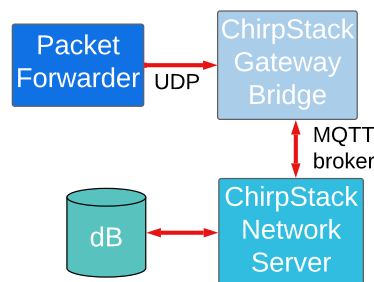 Packet
Forwarder
UDP
ChirpStack
Gateway
Bridge
MQTT
broker
ChirpStack
Network
Server
dB